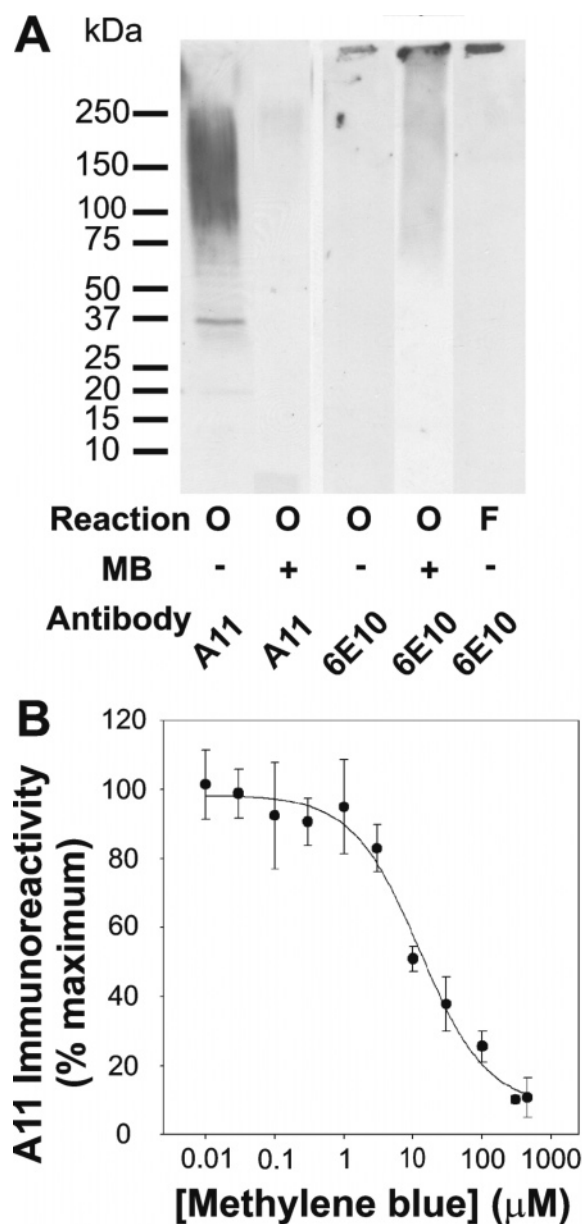 A kDa
250
150
100
75
50
37
25
20
15
10
Reaction O O O O F
MB - + - + -
Antibody A11 A11 6E10 6E10 6E10
B
120
100
80
60
40
20
0
A11 Immunoreactivity
(% maximum)
0.01 0.1 1 10 100 1000
[Methylene blue] (μM)